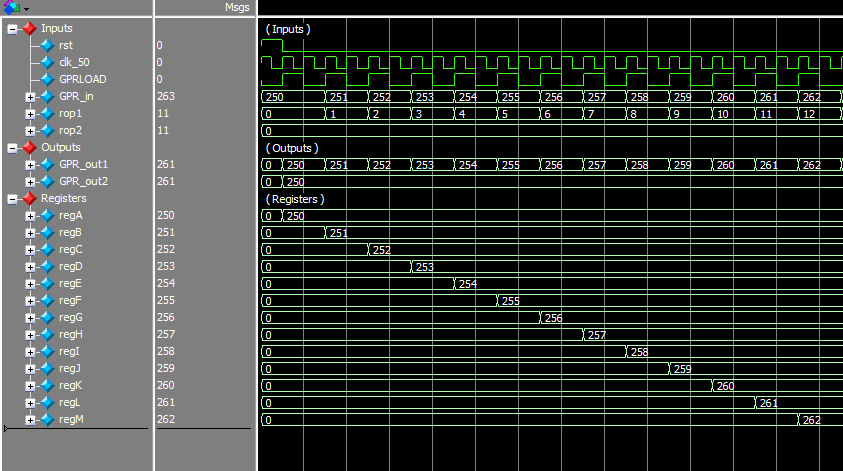 Msgs
Inputs (Inputs)
rst 0
clk_50 0
GPRLOAD 0
GPR_in 263 250 251 252 253 254 255 256 257 258 259 260 261 262
rop1 11 0 1 2 3 4 5 6 7 8 9 10 11 12
rop2 11 0
Outputs (Outputs)
GPR_out1 261 0 250 251 252 253 254 255 256 257 258 259 260 261 262
GPR_out2 261 0 250
Registers (Registers)
regA 250 0 250
regB 251 0 251
regC 252 0 252
regD 253 0 253
regE 254 0 254
regF 255 0 255
regG 256 0 256
regH 257 0 257
regI 258 0 258
regJ 259 0 259
regK 260 0 260
regL 261 0 261
regM 262 0 262